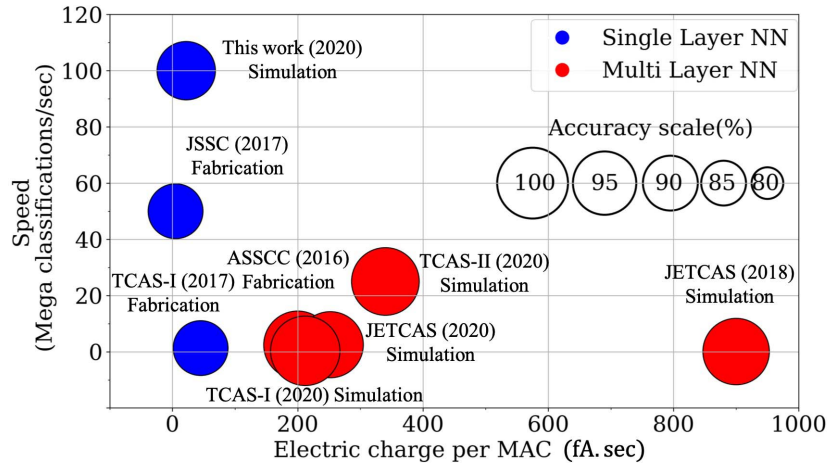 120
100
80
60
40
20
0
Speed
(Mega classifications/sec)
This work (2020)
Simulation
Single Layer NN
Multi Layer NN
JSSC (2017)
Fabrication
Accuracy scale(%)
100 95 90 85 80
ASSCC (2016)
Fabrication
TCAS-I (2017)
Fabrication
TCAS-II (2020)
Simulation
JETCAS (2018)
Simulation
JETCAS (2020)
Simulation
TCAS-I (2020) Simulation
0 200 400 600 800 1000
Electric charge per MAC (fA.sec)